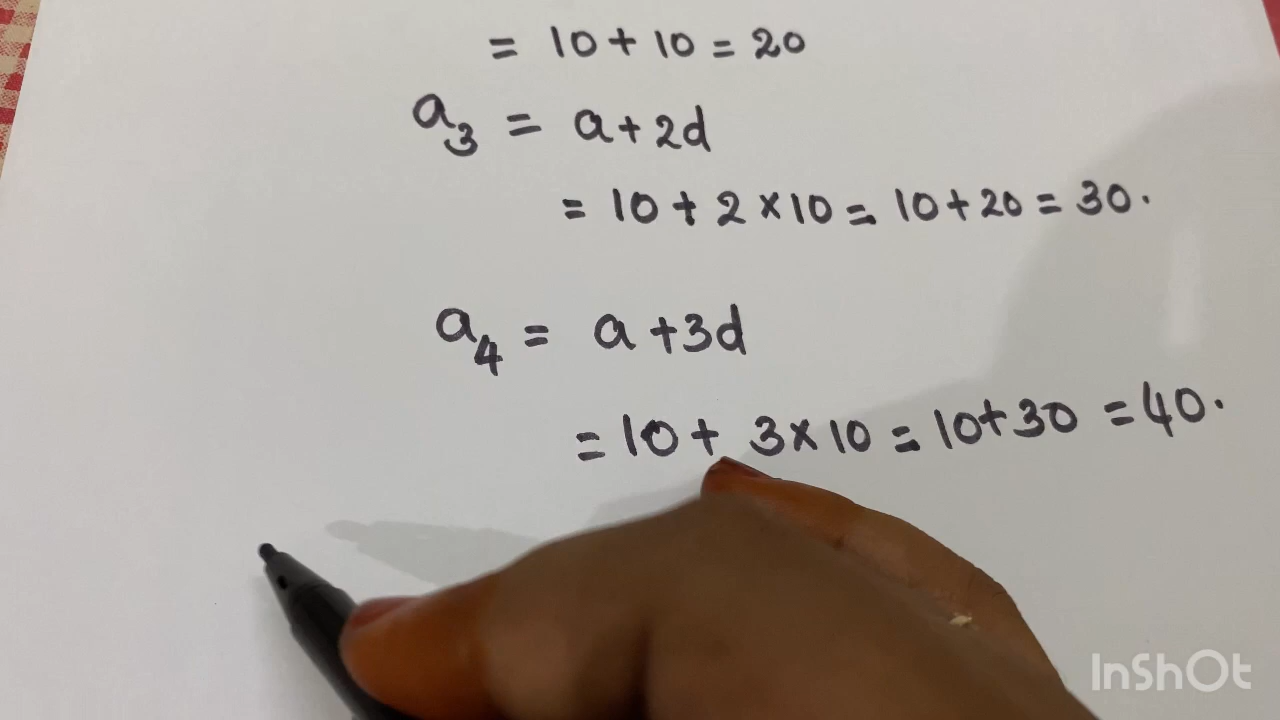 = 10 + 10 = 20
a₃ = a + 2d
= 10 + 2 × 10 = 10 + 20 = 30.
a₄ = a + 3d
= 10 + 3 × 10 = 10 + 30 = 40.
InShOt